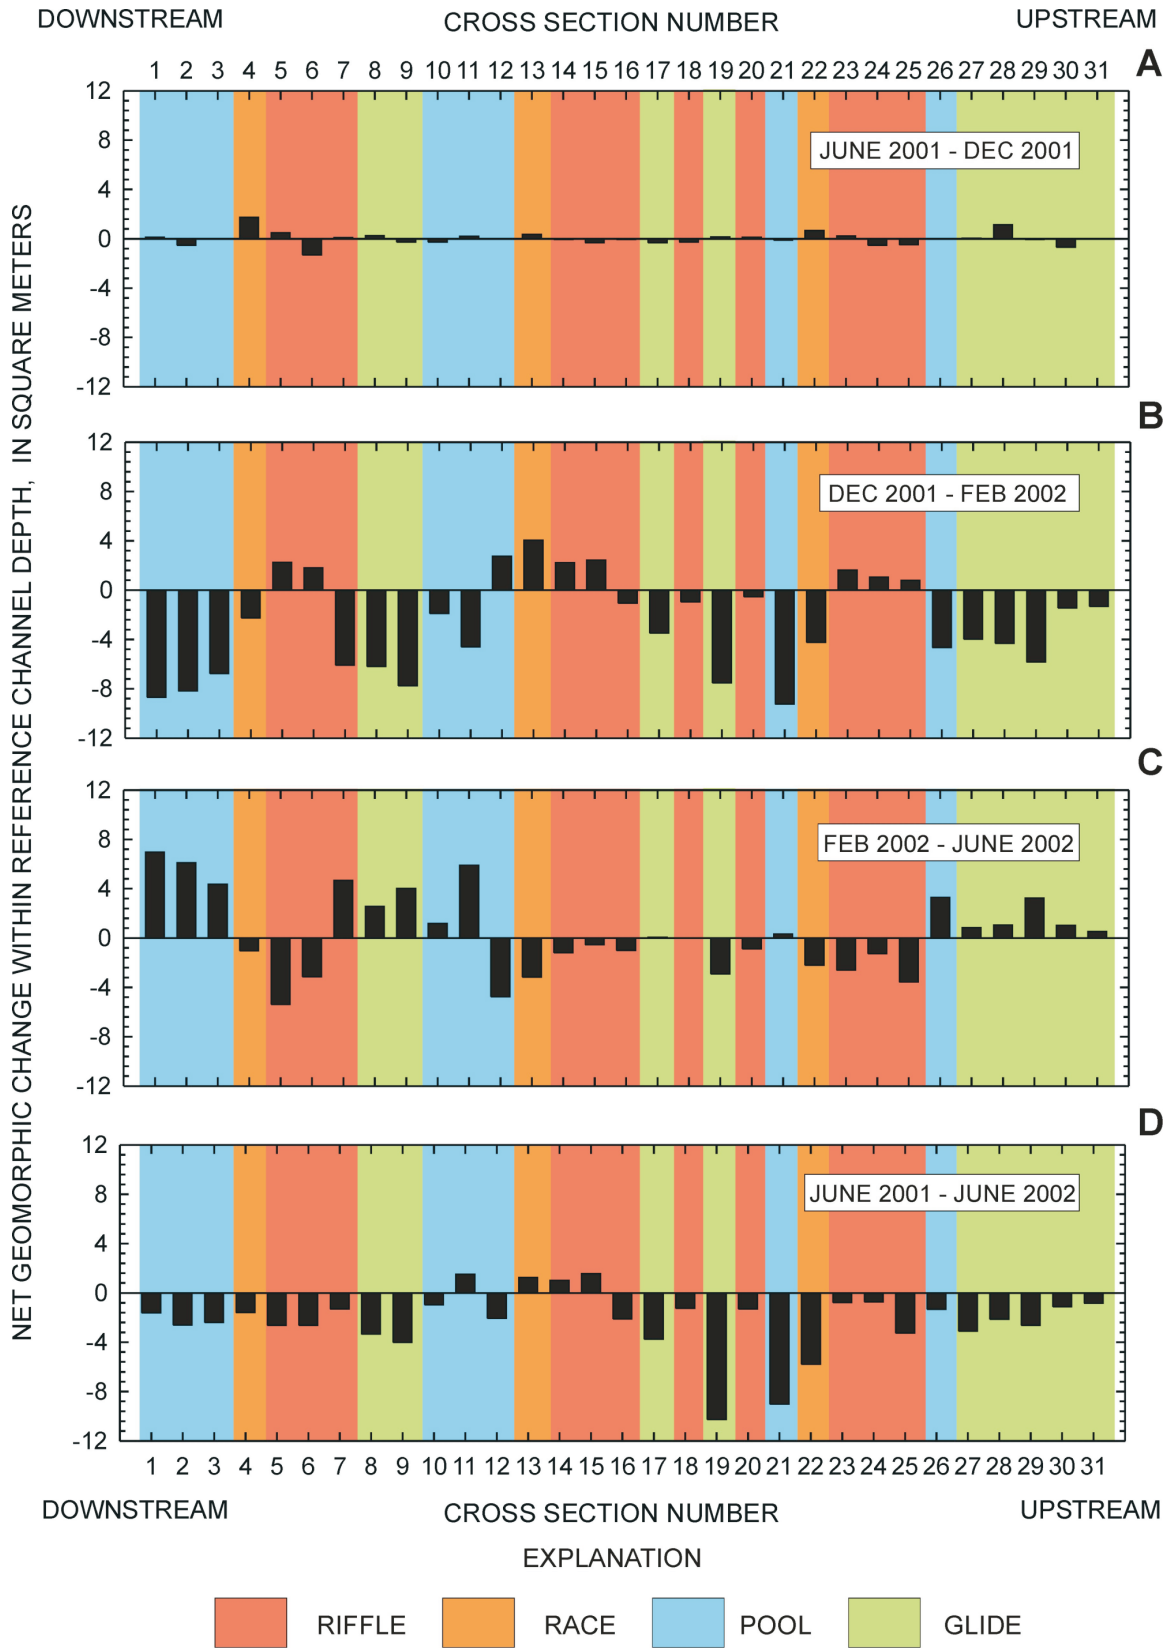 DOWNSTREAM CROSS SECTION NUMBER UPSTREAM
1 2 3 4 5 6 7 8 9 10 11 12 13 14 15 16 17 18 19 20 21 22 23 24 25 26 27 28 29 30 31
A
12
8
4
0
-4
-8
-12
JUNE 2001 - DEC 2001
B
12
8
4
0
-4
-8
-12
DEC 2001 - FEB 2002
C
12
8
4
0
-4
-8
-12
FEB 2002 - JUNE 2002
D
12
8
4
0
-4
-8
-12
JUNE 2001 - JUNE 2002
NET GEOMORPHIC CHANGE WITHIN REFERENCE CHANNEL DEPTH, IN SQUARE METERS
1 2 3 4 5 6 7 8 9 10 11 12 13 14 15 16 17 18 19 20 21 22 23 24 25 26 27 28 29 30 31
DOWNSTREAM CROSS SECTION NUMBER UPSTREAM
EXPLANATION
RIFFLE RACE POOL GLIDE